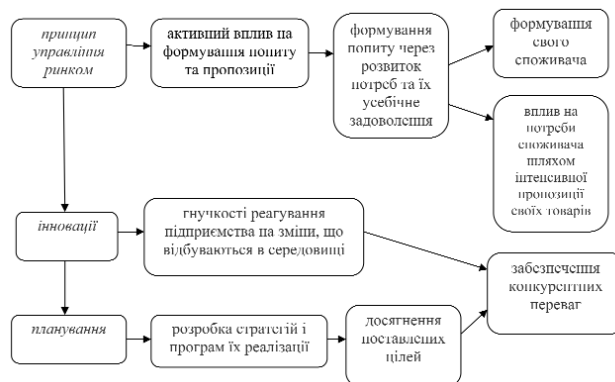 принцип
управління
ринком
активний вплив на
формування попиту
та пропозиції
формування
попиту через
розвиток
потреб та їх
усебічне
задоволення
формування
свого
споживача
вплив на
потреби
споживача
шляхом
інтенсивної
пропозиції
своїх товарів
інновації
гнучкості реагування
підприємства на зміни, що
відбуваються в середовищі
забезпечення
конкурентних
переваг
планування
розробка стратегій і
програм їх реалізації
досягнення
поставлених
цілей